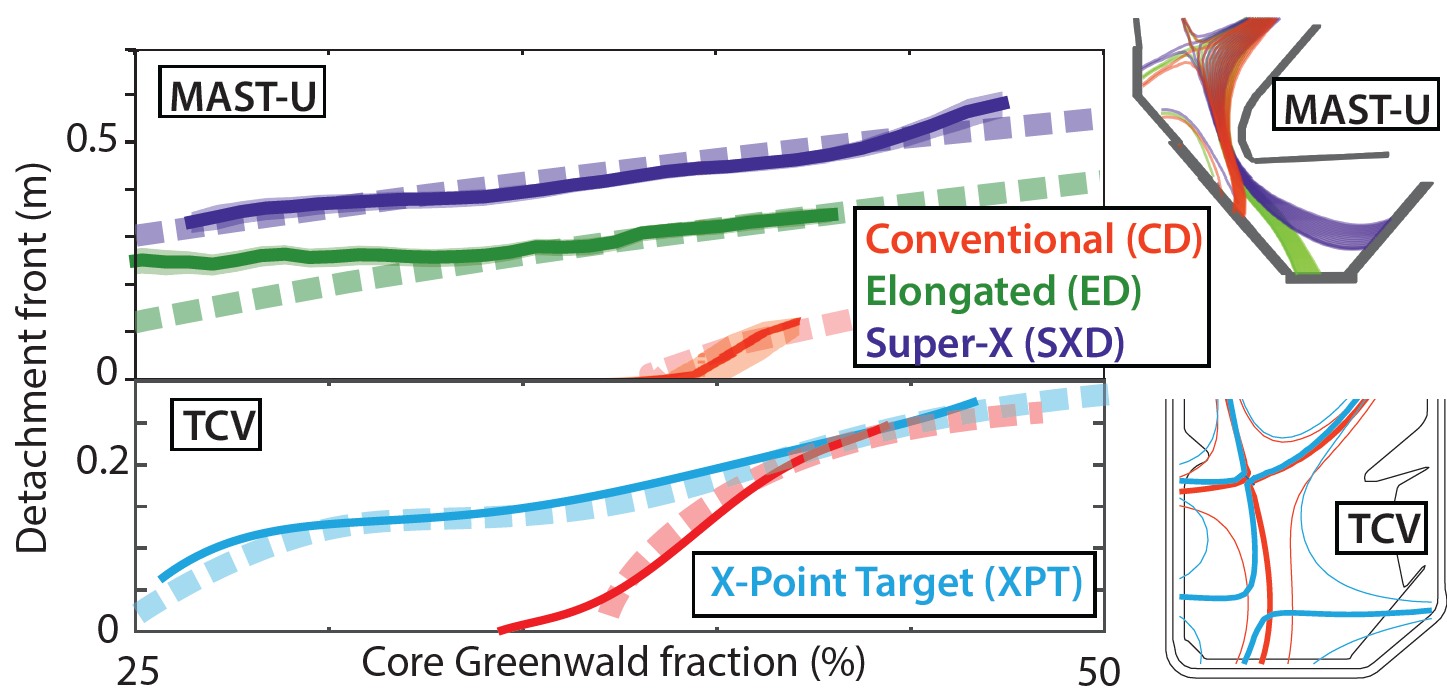 MAST-U
MAST-U
0.5
Detachment front (m)
Conventional (CD)
Elongated (ED)
Super-X (SXD)
0
TCV
0.2
TCV
X-Point Target (XPT)
0
25
Core Greenwald fraction (%)
50